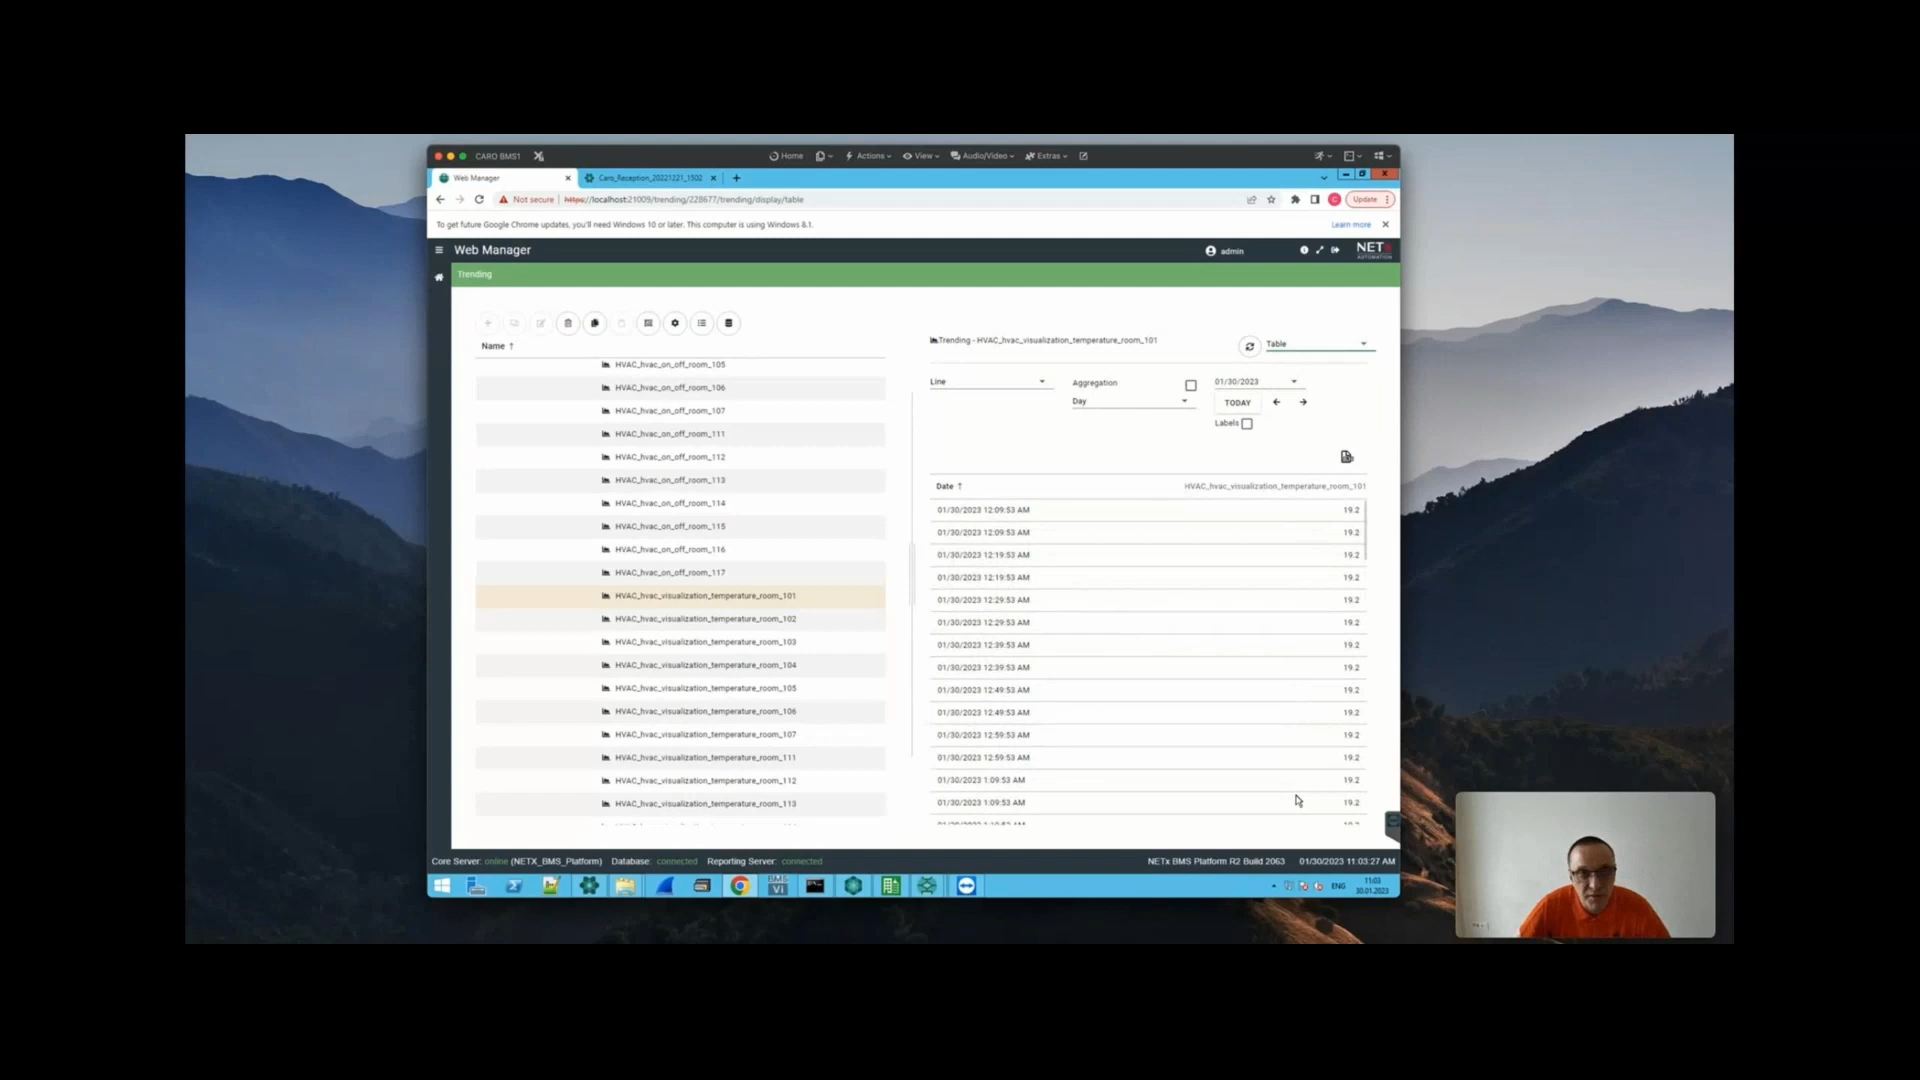 CARO BMS1
Home Actions View Audio/Video Extras
Web Manager
Caro_Reception_20221221_1502
Not secure https://localhost:21009/trending/228677/trending/display/table
Update
To get future Google Chrome updates, you'll need Windows 10 or later. This computer is using Windows 8.1.
Learn more
Web Manager
admin
NETx
AUTOMATION
Trending
Name ↑
HVAC_hvac_on_off_room_105
HVAC_hvac_on_off_room_106
HVAC_hvac_on_off_room_107
HVAC_hvac_on_off_room_111
HVAC_hvac_on_off_room_112
HVAC_hvac_on_off_room_113
HVAC_hvac_on_off_room_114
HVAC_hvac_on_off_room_115
HVAC_hvac_on_off_room_116
HVAC_hvac_on_off_room_117
HVAC_hvac_visualization_temperature_room_101
HVAC_hvac_visualization_temperature_room_102
HVAC_hvac_visualization_temperature_room_103
HVAC_hvac_visualization_temperature_room_104
HVAC_hvac_visualization_temperature_room_105
HVAC_hvac_visualization_temperature_room_106
HVAC_hvac_visualization_temperature_room_107
HVAC_hvac_visualization_temperature_room_111
HVAC_hvac_visualization_temperature_room_112
HVAC_hvac_visualization_temperature_room_113
Trending - HVAC_hvac_visualization_temperature_room_101
Table
Line
Aggregation
Day
01/30/2023
TODAY
Labels
Date ↑ HVAC_hvac_visualization_temperature_room_101
01/30/2023 12:09:53 AM 19.2
01/30/2023 12:09:53 AM 19.2
01/30/2023 12:19:53 AM 19.2
01/30/2023 12:19:53 AM 19.2
01/30/2023 12:29:53 AM 19.2
01/30/2023 12:29:53 AM 19.2
01/30/2023 12:39:53 AM 19.2
01/30/2023 12:39:53 AM 19.2
01/30/2023 12:49:53 AM 19.2
01/30/2023 12:49:53 AM 19.2
01/30/2023 12:59:53 AM 19.2
01/30/2023 12:59:53 AM 19.2
01/30/2023 1:09:53 AM 19.2
01/30/2023 1:09:53 AM 19.2
Core Server: online (NETX_BMS_Platform) Database: connected Reporting Server: connected
NETx BMS Platform R2 Build 2063 01/30/2023 11:03:27 AM
BMS
Vi
ENG
11:03
30.01.2023